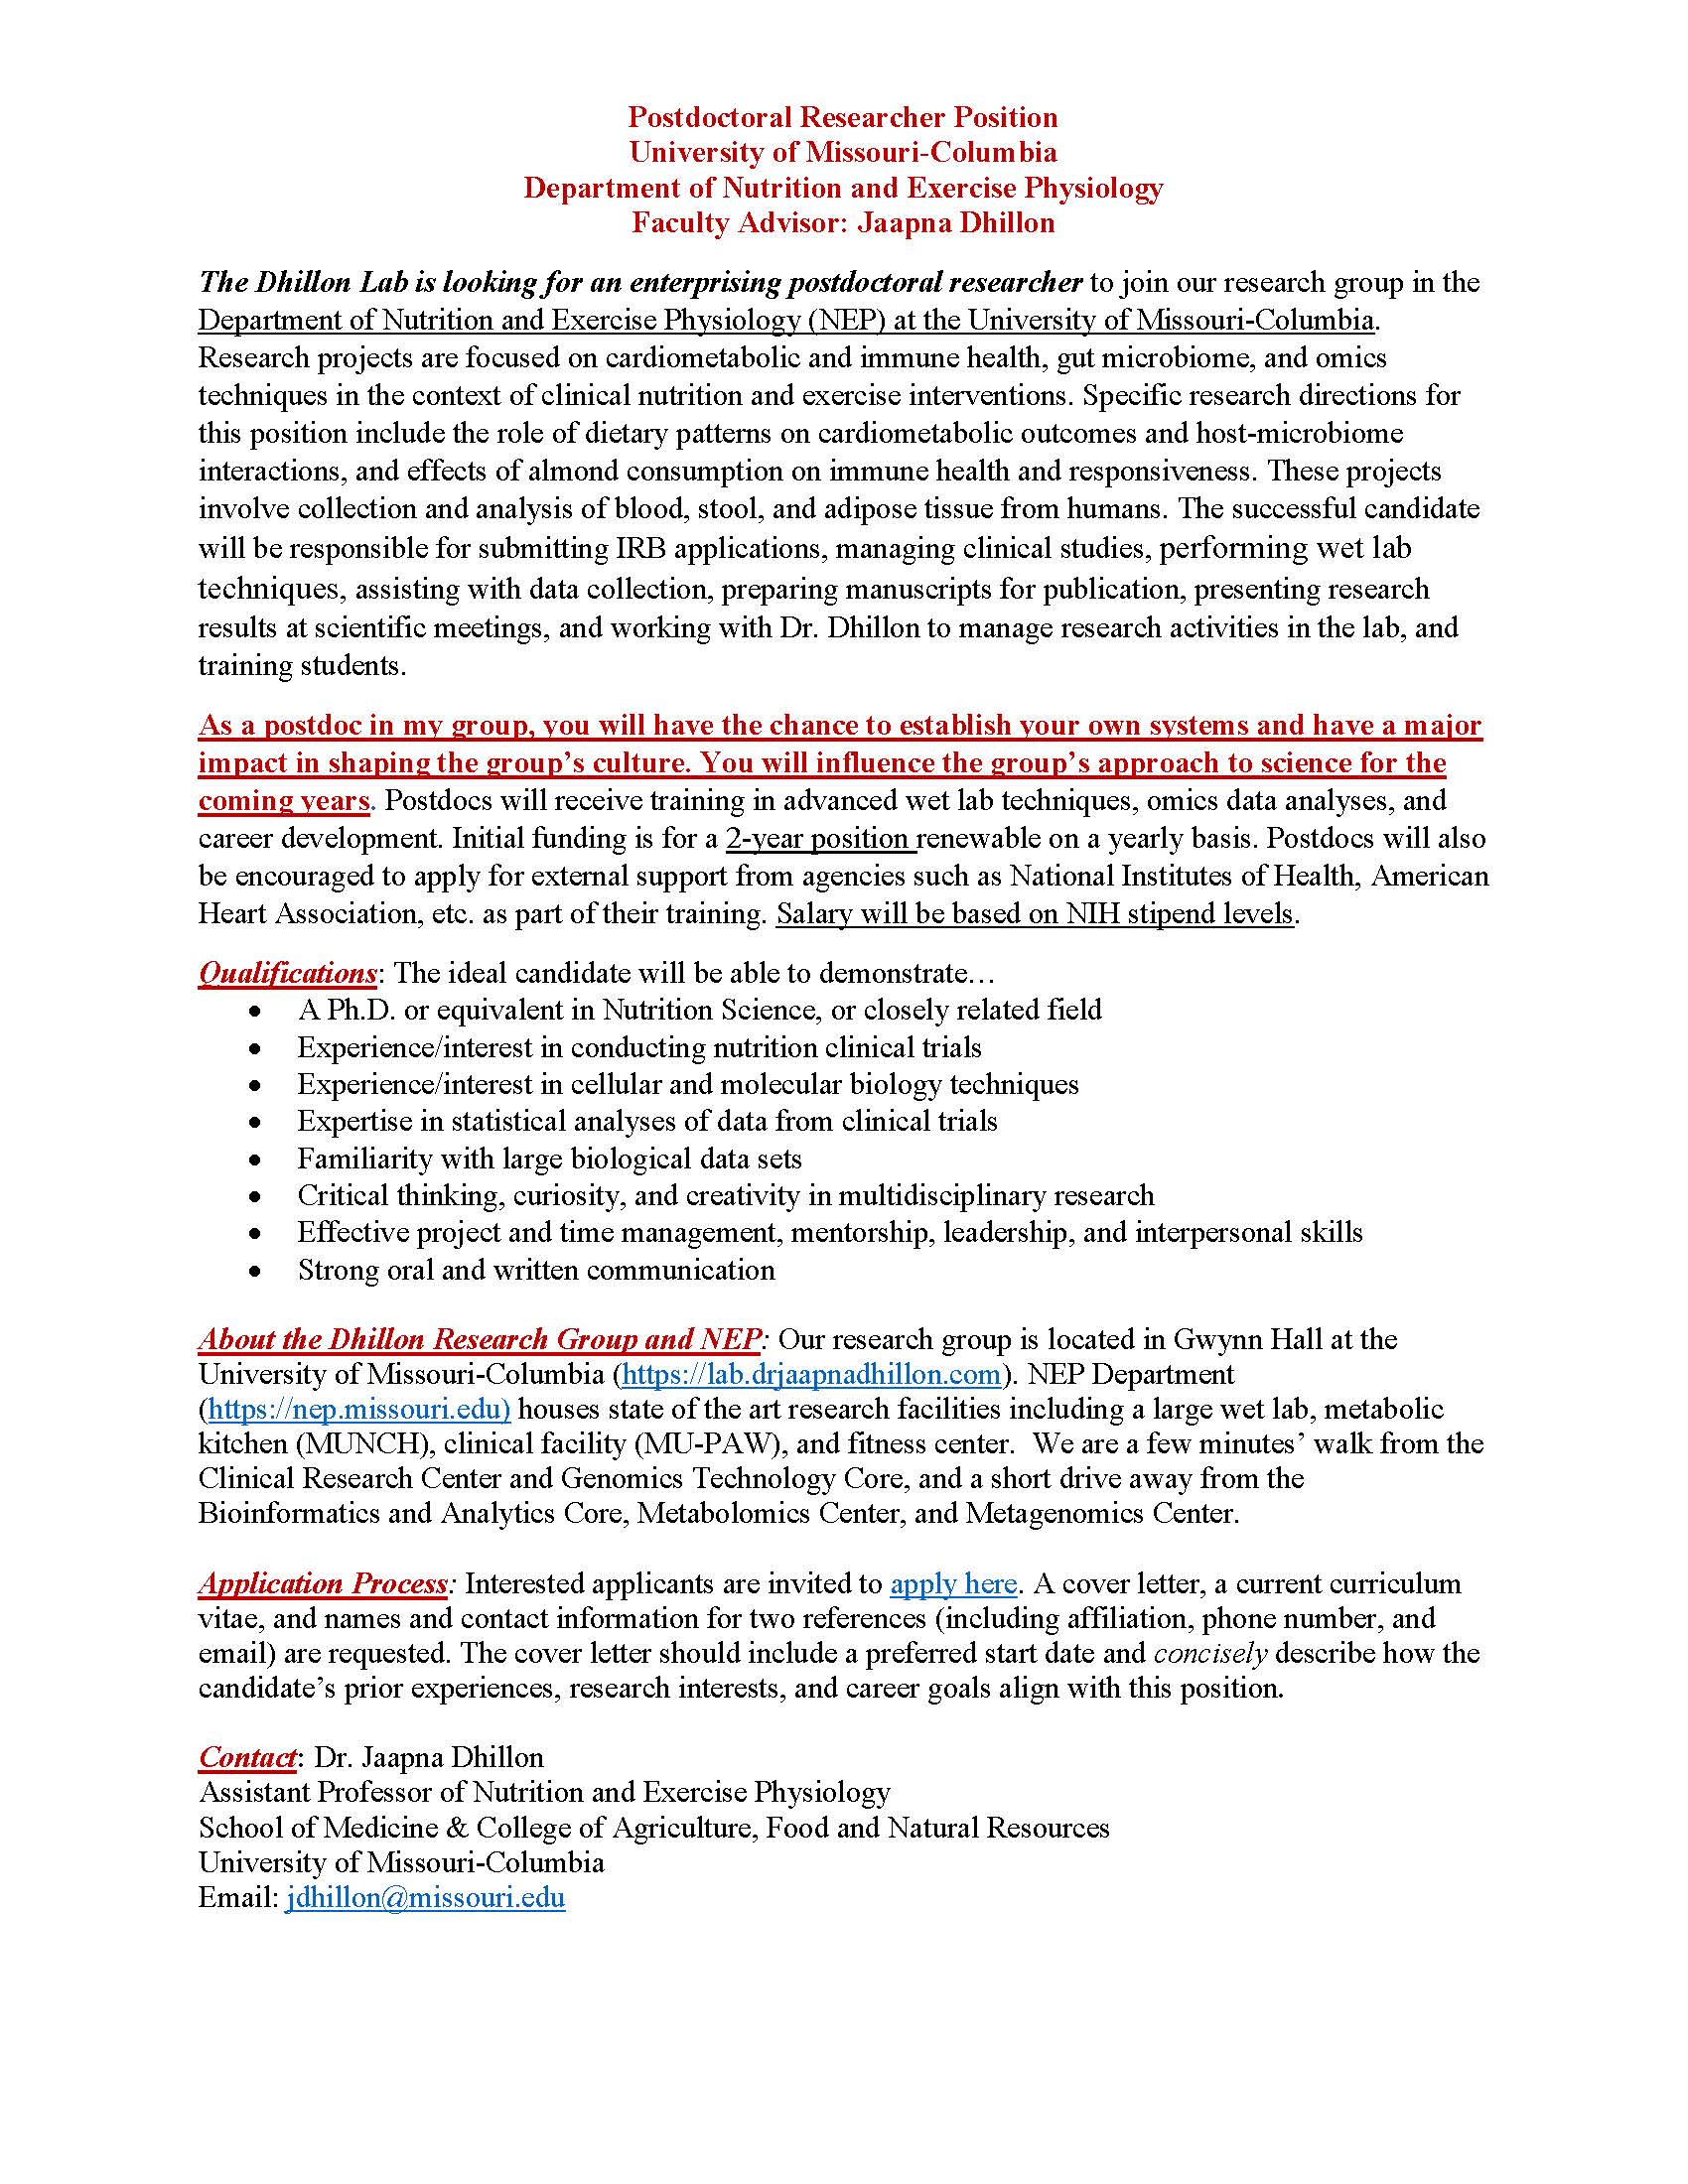 Postdoctoral Researcher Position
University of Missouri-Columbia
Department of Nutrition and Exercise Physiology
Faculty Advisor: Jaapna Dhillon
The Dhillon Lab is looking for an enterprising postdoctoral researcher to join our research group in the
Department of Nutrition and Exercise Physiology (NEP) at the University of Missouri-Columbia.
Research projects are focused on cardiometabolic and immune health, gut microbiome, and omics
techniques in the context of clinical nutrition and exercise interventions. Specific research directions for
this position include the role of dietary patterns on cardiometabolic outcomes and host-microbiome
interactions, and effects of almond consumption on immune health and responsiveness. These projects
involve collection and analysis of blood, stool, and adipose tissue from humans. The successful candidate
will be responsible for submitting IRB applications, managing clinical studies, performing wet lab
techniques, assisting with data collection, preparing manuscripts for publication, presenting research
results at scientific meetings, and working with Dr. Dhillon to manage research activities in the lab, and
training students.
As a postdoc in my group, you will have the chance to establish your own systems and have a major
impact in shaping the group’s culture. You will influence the group’s approach to science for the
coming years. Postdocs will receive training in advanced wet lab techniques, omics data analyses, and
career development. Initial funding is for a 2-year position renewable on a yearly basis. Postdocs will also
be encouraged to apply for external support from agencies such as National Institutes of Health, American
Heart Association, etc. as part of their training. Salary will be based on NIH stipend levels.
Qualifications: The ideal candidate will be able to demonstrate…
• A Ph.D. or equivalent in Nutrition Science, or closely related field
• Experience/interest in conducting nutrition clinical trials
• Experience/interest in cellular and molecular biology techniques
• Expertise in statistical analyses of data from clinical trials
• Familiarity with large biological data sets
• Critical thinking, curiosity, and creativity in multidisciplinary research
• Effective project and time management, mentorship, leadership, and interpersonal skills
• Strong oral and written communication
About the Dhillon Research Group and NEP: Our research group is located in Gwynn Hall at the
University of Missouri-Columbia (https://lab.drjaapnadhillon.com). NEP Department
(https://nep.missouri.edu) houses state of the art research facilities including a large wet lab, metabolic
kitchen (MUNCH), clinical facility (MU-PAW), and fitness center.  We are a few minutes’ walk from the
Clinical Research Center and Genomics Technology Core, and a short drive away from the
Bioinformatics and Analytics Core, Metabolomics Center, and Metagenomics Center.
Application Process: Interested applicants are invited to apply here. A cover letter, a current curriculum
vitae, and names and contact information for two references (including affiliation, phone number, and
email) are requested. The cover letter should include a preferred start date and concisely describe how the
candidate’s prior experiences, research interests, and career goals align with this position.
Contact: Dr. Jaapna Dhillon
Assistant Professor of Nutrition and Exercise Physiology
School of Medicine & College of Agriculture, Food and Natural Resources
University of Missouri-Columbia
Email: jdhillon@missouri.edu